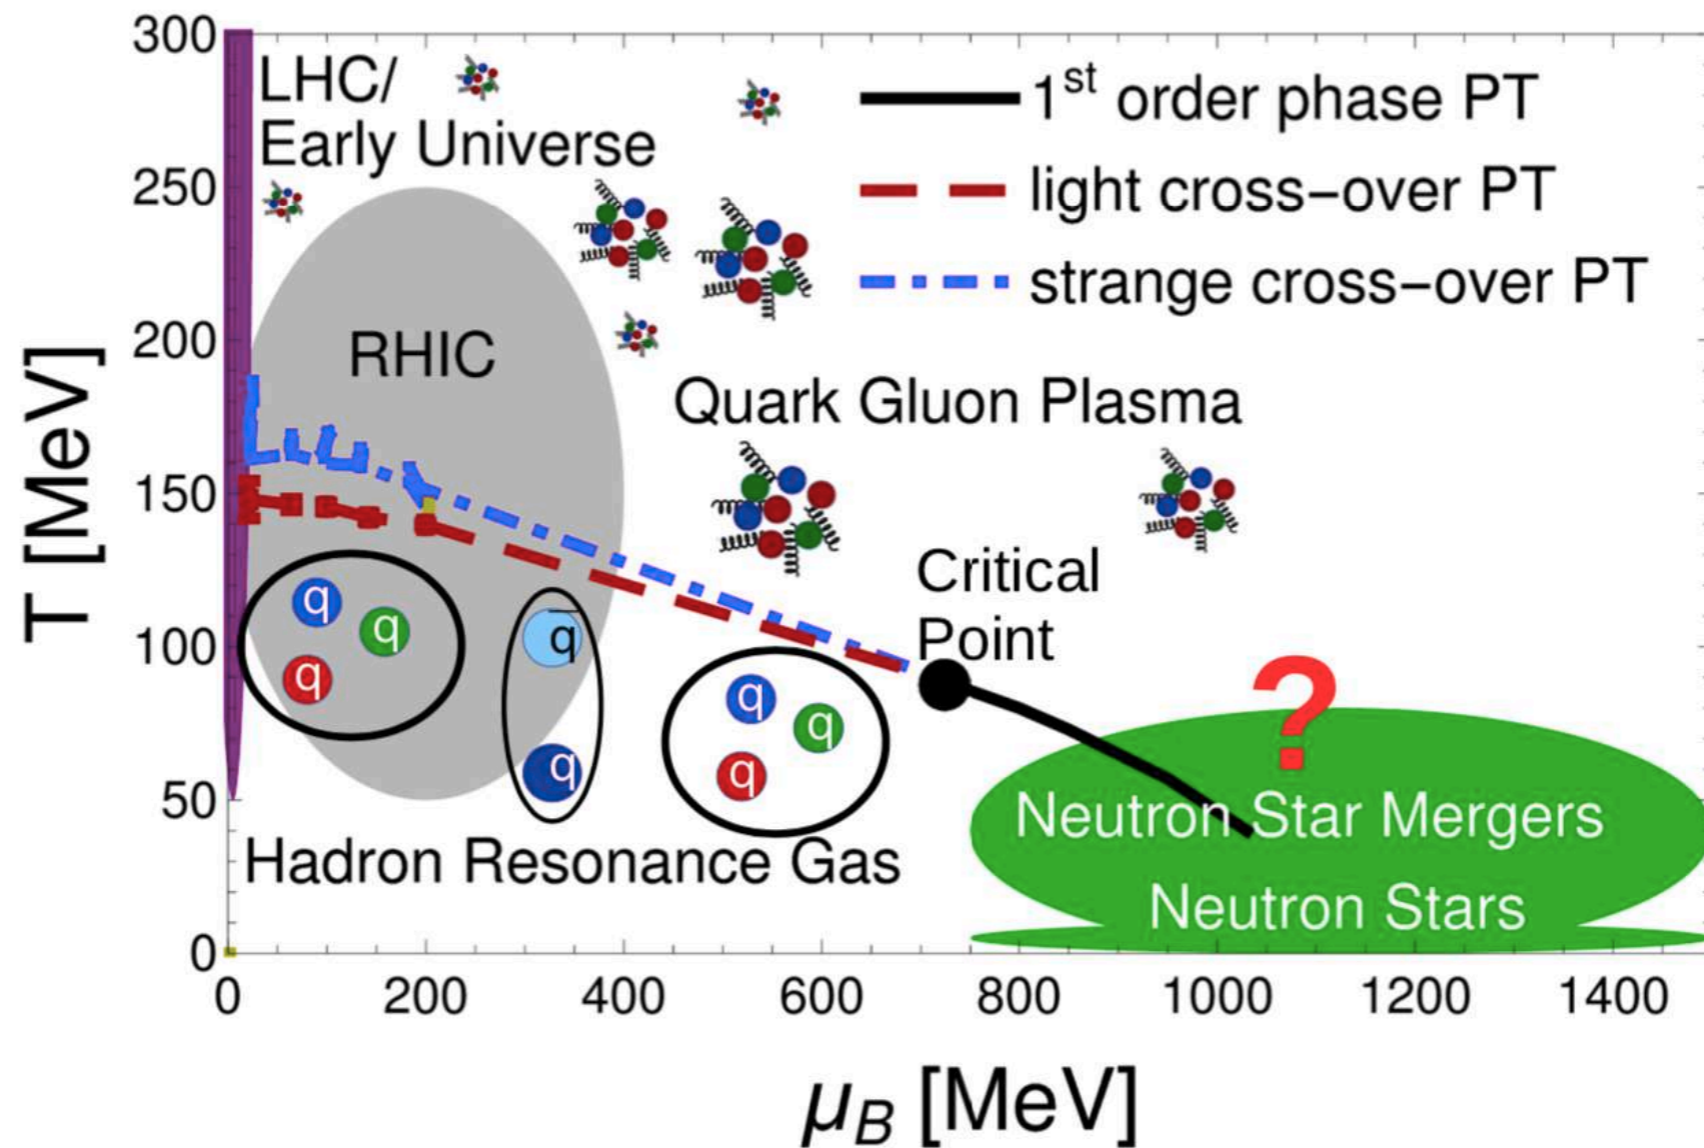 300
250
200
150
100
50
0
T [MeV]
LHC/
Early Universe
1st order phase PT
light cross-over PT
strange cross-over PT
RHIC
Quark Gluon Plasma
Critical
Point
q
q
q
q̅
q
q
q
q
?
Hadron Resonance Gas
Neutron Star Mergers
Neutron Stars
0 200 400 600 800 1000 1200 1400
μB [MeV]